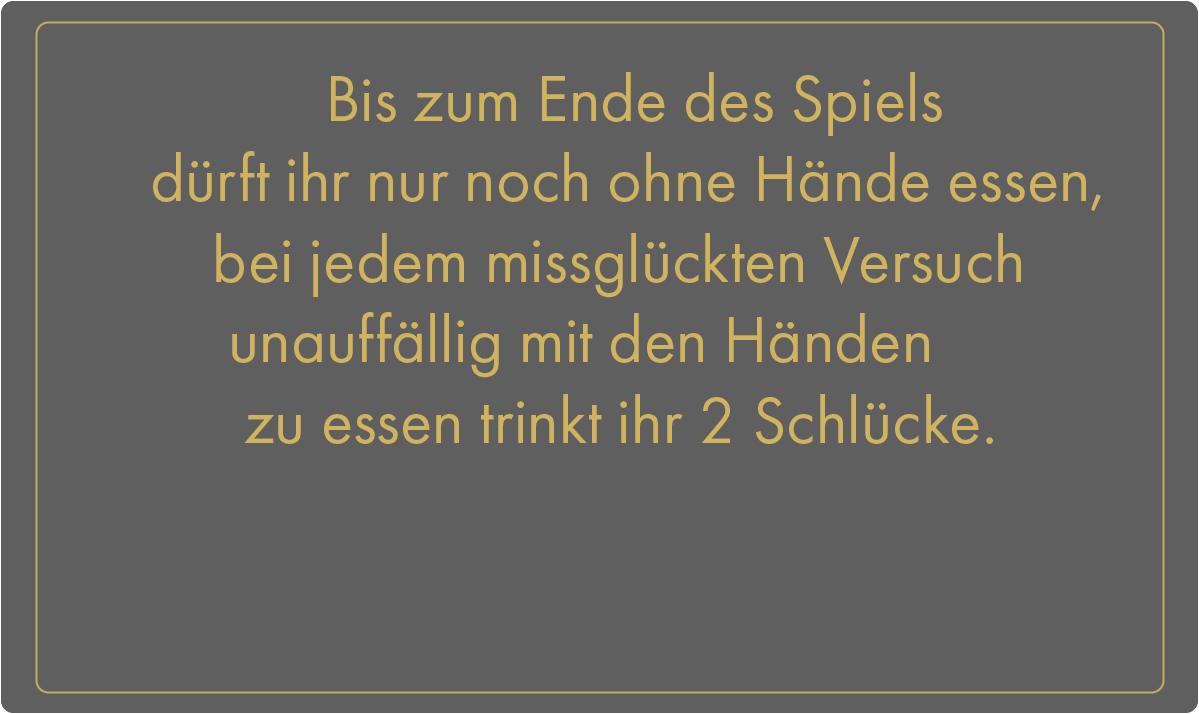 Bis zum Ende des Spiels
dürft ihr nur noch ohne Hände essen,
bei jedem missglückten Versuch
unauffällig mit den Händen
zu essen trinkt ihr 2 Schlücke.